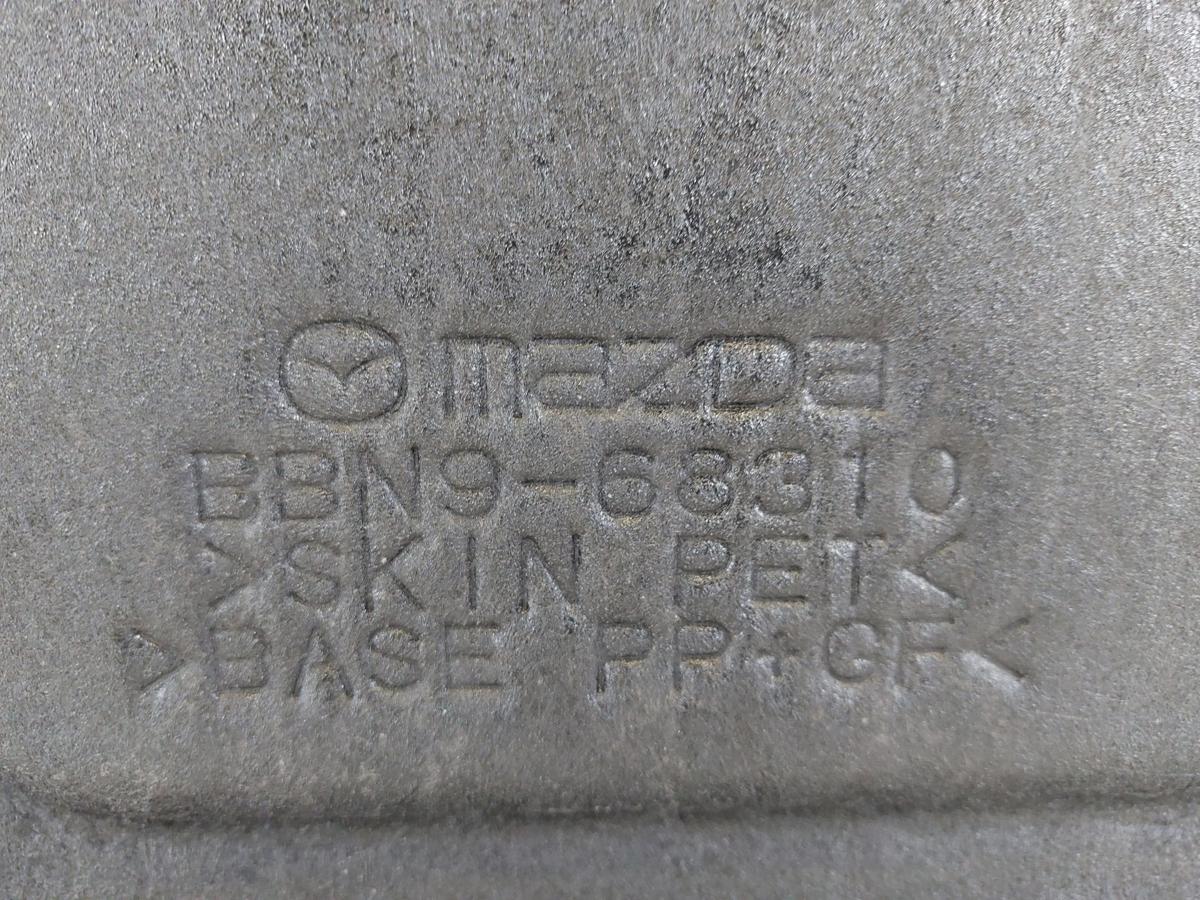 mazda
BBN9-68310
>SKIN PET<
>BASE PP+GF<